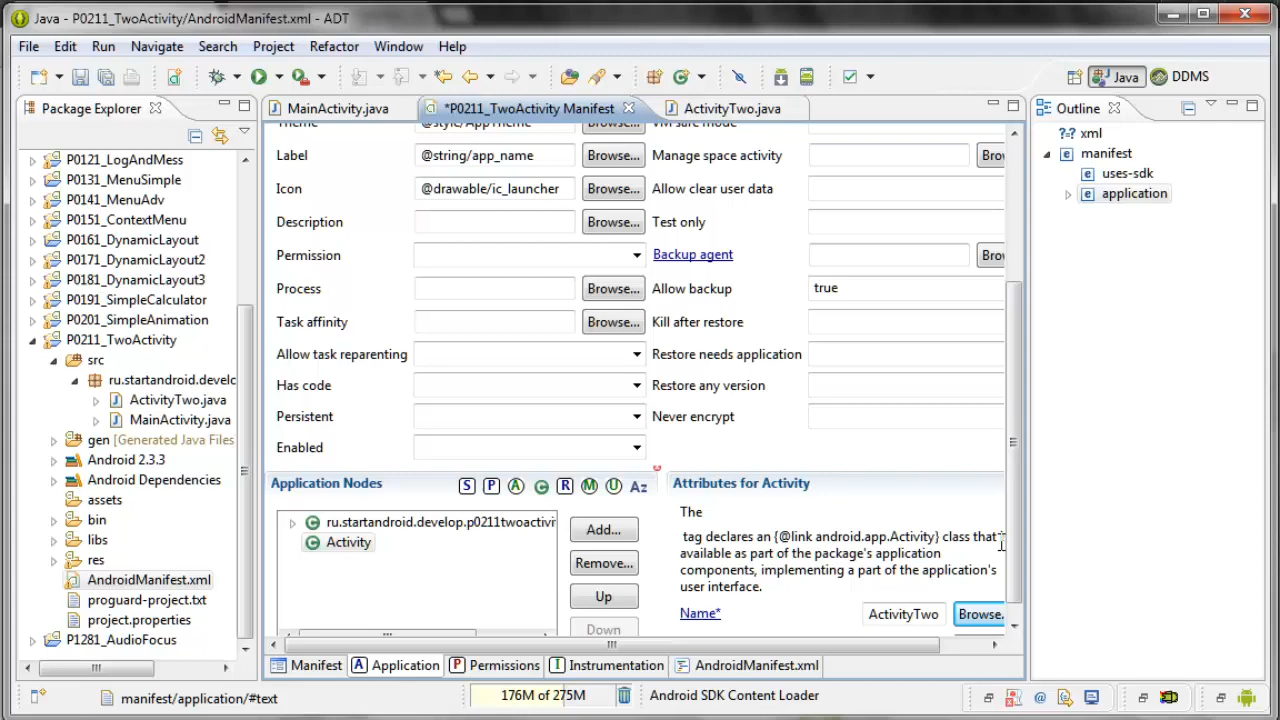 P0211_TwoActivity/AndroidManifest.xml - ADT
File Edit Run Navigate Search Project Refactor Window Help
Java DDMS
Package Explorer
MainActivity.java
*P0211_TwoActivity Manifest
ActivityTwo.java
Outline
P0121_LogAndMess
P0131_MenuSimple
P0141_MenuAdv
P0151_ContextMenu
P0161_DynamicLayout
P0171_DynamicLayout2
P0181_DynamicLayout3
P0191_SimpleCalculator
P0201_SimpleAnimation
P0211_TwoActivity
src
ru.startandroid.develc
ActivityTwo.java
MainActivity.java
gen [Generated Java Files
Android 2.3.3
Android Dependencies
assets
bin
libs
res
AndroidManifest.xml
proguard-project.txt
project.properties
P1281_AudioFocus
Theme @style/AppTheme Browse... VM safe mode
Label @string/app_name Browse... Manage space activity Bro
Icon @drawable/ic_launcher Browse... Allow clear user data
Description Browse... Test only
Permission Backup agent Bro
Process Browse... Allow backup true
Task affinity Browse... Kill after restore
Allow task reparenting Restore needs application
Has code Restore any version
Persistent Never encrypt
Enabled
Application Nodes S P A C R M U Az
ru.startandroid.develop.p0211twoactivi
Activity
Add...
Remove...
Up
Down
Attributes for Activity
The
tag declares an {@link android.app.Activity} class that
available as part of the package's application
components, implementing a part of the application's
user interface.
Name* ActivityTwo Browse.
Manifest Application Permissions Instrumentation AndroidManifest.xml
xml
manifest
uses-sdk
application
manifest/application/#text
176M of 275M
Android SDK Content Loader